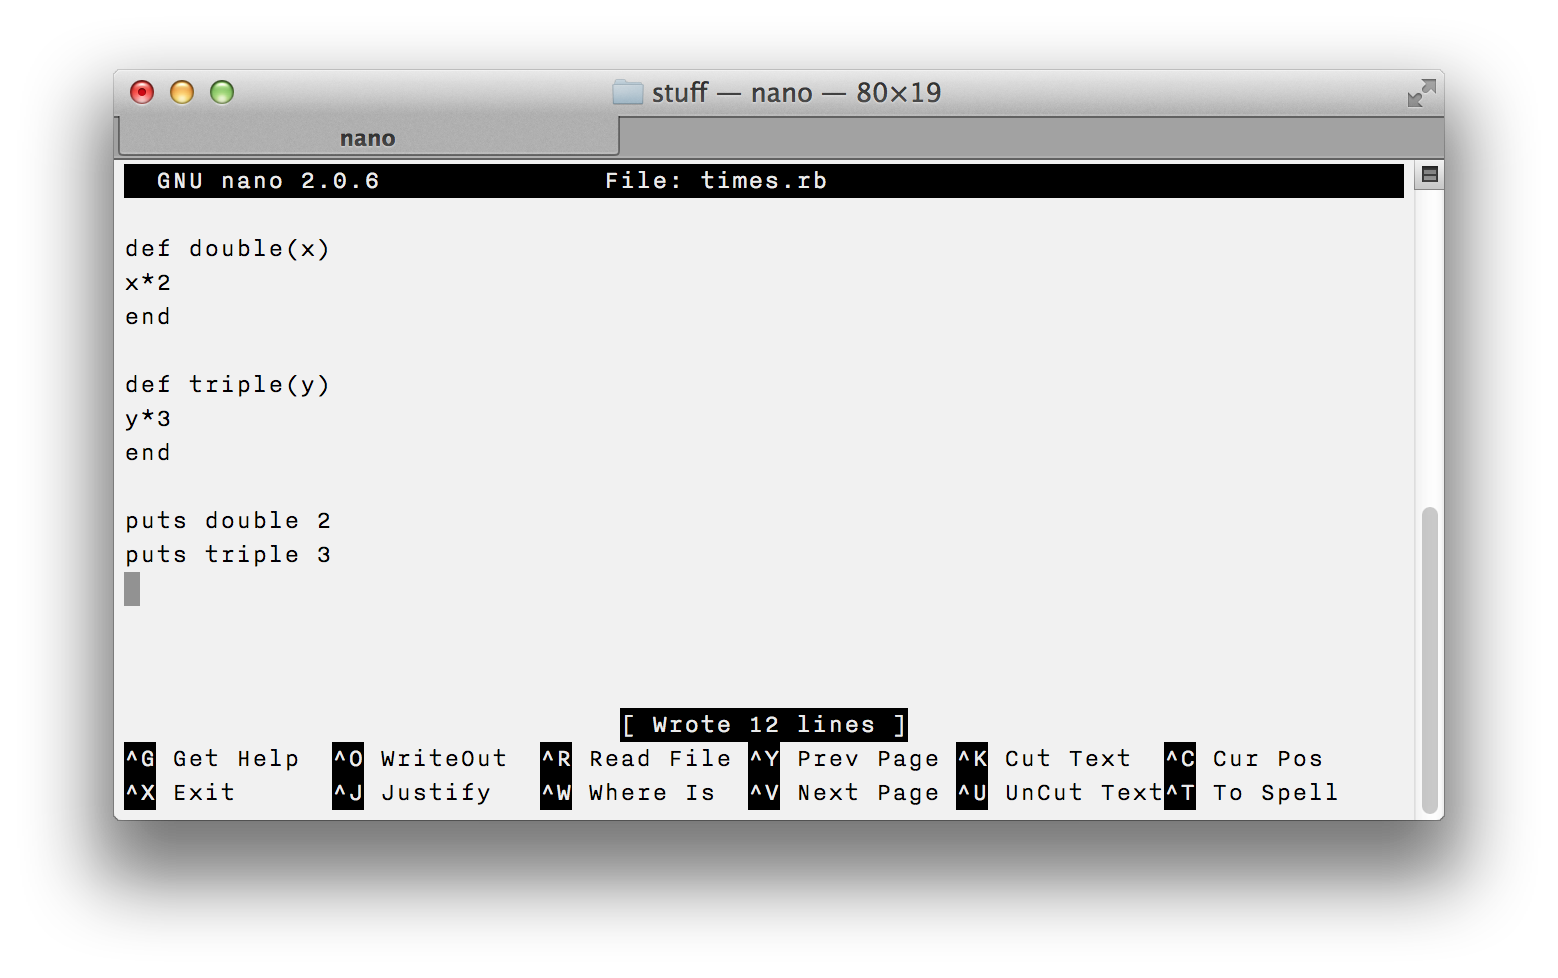 stuff — nano — 80×19
nano
GNU nano 2.0.6 File: times.rb
def double(x)
x*2
end
def triple(y)
y*3
end
puts double 2
puts triple 3
[ Wrote 12 lines ]
^G Get Help ^O WriteOut ^R Read File ^Y Prev Page ^K Cut Text ^C Cur Pos
^X Exit ^J Justify ^W Where Is ^V Next Page ^U UnCut Text ^T To Spell